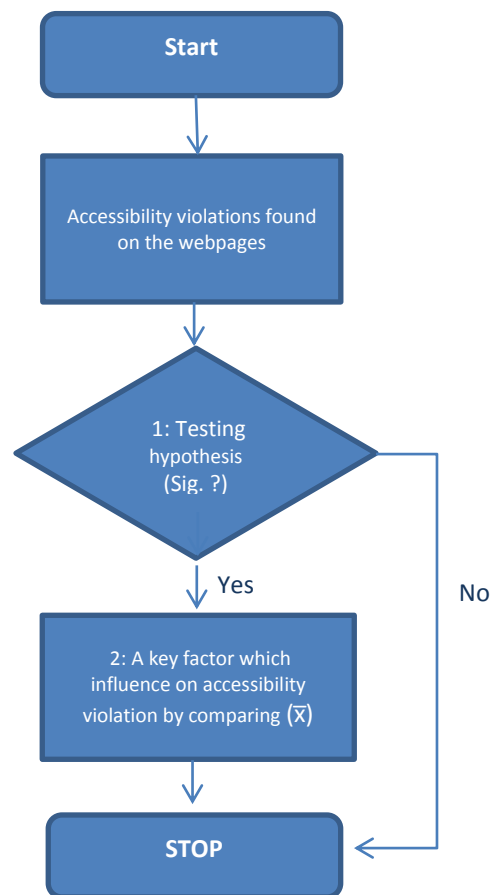 Start
Accessibility violations found
on the webpages
1: Testing
hypothesis
(Sig. ?)
Yes
No
2: A key factor which
influence on accessibility
violation by comparing (x̅)
STOP